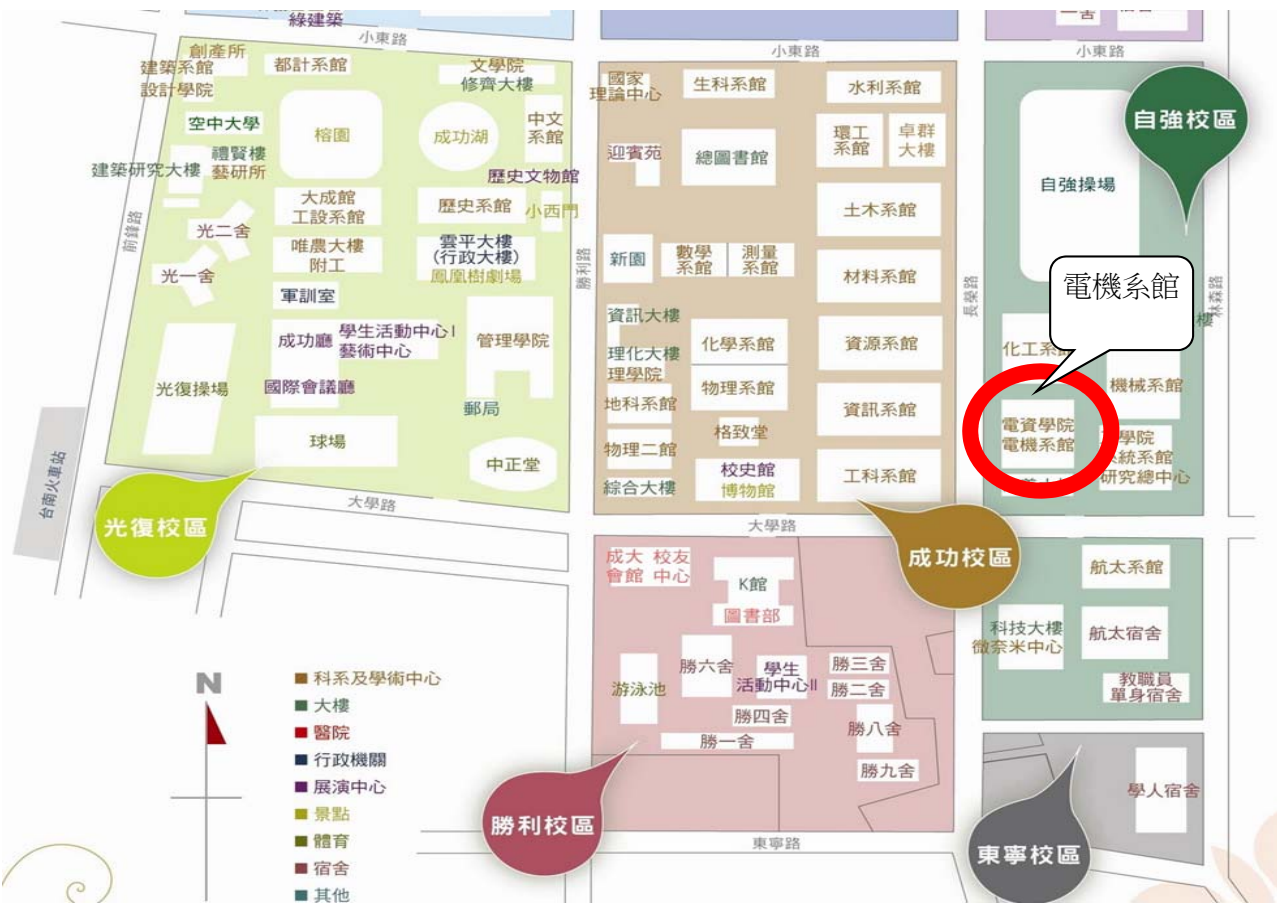 綠建築
小東路
小東路
小東路
創產所
建築系館
設計學院
都計系館
文學院
修齊大樓
空中大學
榕園
成功湖
中文
系館
禮賢樓
藝研所
建築研究大樓
歷史文物館
大成館
工設系館
歷史系館
小西門
光二舍
唯農大樓
附工
雲平大樓
(行政大樓)
鳳凰樹劇場
光一舍
軍訓室
成功廳
學生活動中心I
藝術中心
管理學院
光復操場
國際會議廳
郵局
球場
中正堂
前鋒路
勝利路
台南火車站
光復校區
大學路
國家
理論中心
生科系館
水利系館
迎賓苑
總圖書館
環工
系館
卓群
大樓
土木系館
新園
數學
系館
測量
系館
材料系館
資訊大樓
理化大樓
理學院
化學系館
資源系館
地科系館
物理系館
資訊系館
物理二館
格致堂
綜合大樓
校史館
博物館
工科系館
大學路
成功校區
長榮路
林森路
自強校區
自強操場
電機系館
化工系館
機械系館
電資學院
電機系館
學院
系統系館
研究總中心
成大 校友
會館 中心
K館
圖書部
勝六舍
學生
活動中心II
勝三舍
勝二舍
游泳池
勝四舍
勝一舍
勝八舍
勝九舍
勝利校區
航太系館
科技大樓
微奈米中心
航太宿舍
教職員
單身宿舍
學人宿舍
東寧校區
東寧路
N
科系及學術中心
大樓
醫院
行政機關
展演中心
景點
體育
宿舍
其他